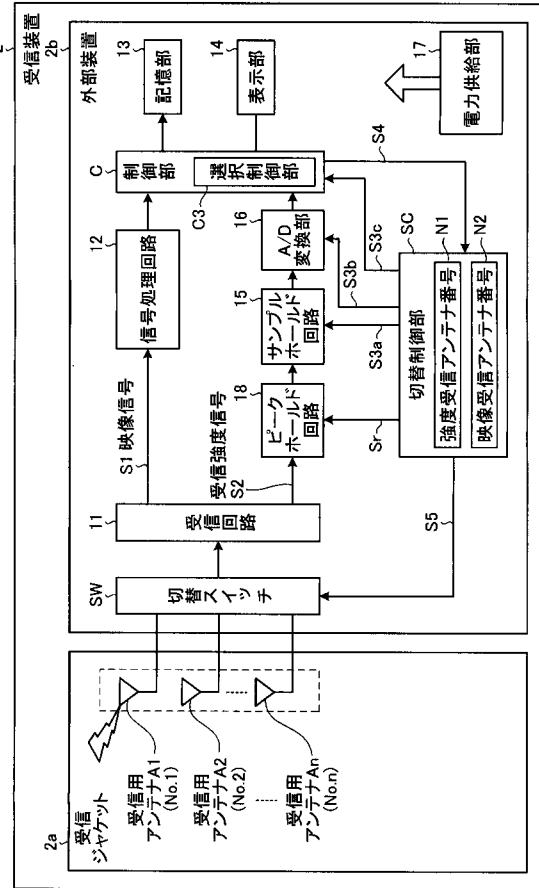 2
受信装置
2a
受信
ジャケット
受信用
アンテナA1
(No.1)
受信用
アンテナA2
(No.2)
受信用
アンテナAn
(No.n)
2b
外部装置
SW
切替スイッチ
11
受信回路
S1 映像信号
受信強度信号
S2
12
信号処理回路
18
ピーク
ホールド
回路
15
サンプル
ホールド
回路
16
A/D
変換部
C
制御部
C3
選択制御部
13
記憶部
14
表示部
17
電力供給部
Sr
S3a
S3b
S3c
S4
S5
SC
切替制御部
N1
強度受信アンテナ番号
N2
映像受信アンテナ番号